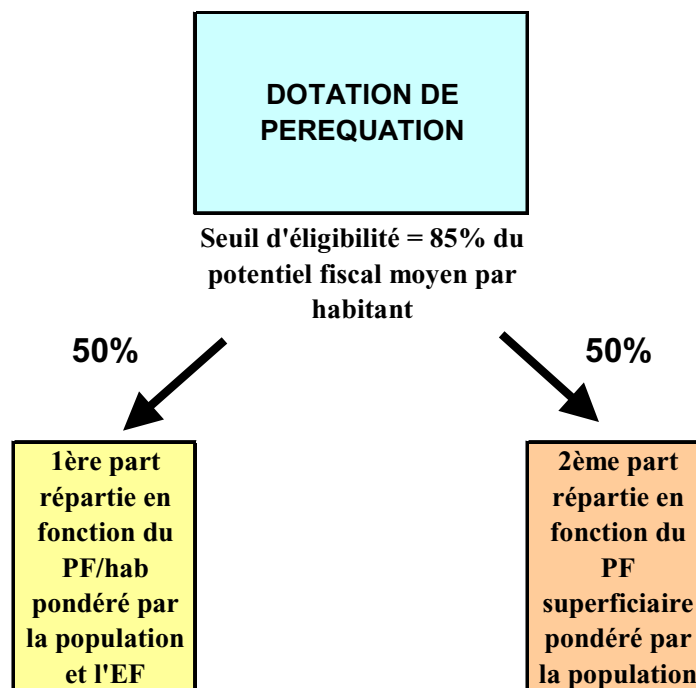 DOTATION DE
PEREQUATION
Seuil d'éligibilité = 85% du
potentiel fiscal moyen par
habitant
50%
50%
1ère part
répartie en
fonction du
PF/hab
pondéré par
la population
et l'EF
2ème part
répartie en
fonction du
PF
superficiaire
pondéré par
la population